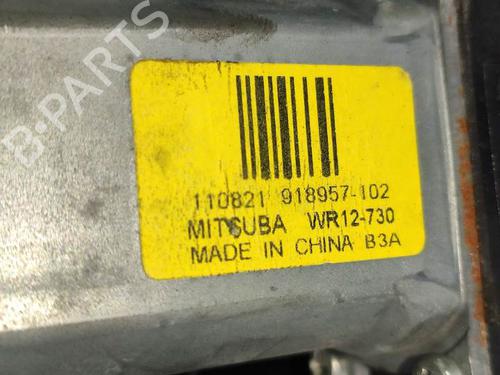 B-PARTS
110821 918957-102
MITSUBA WR12-730
MADE IN CHINA B3A